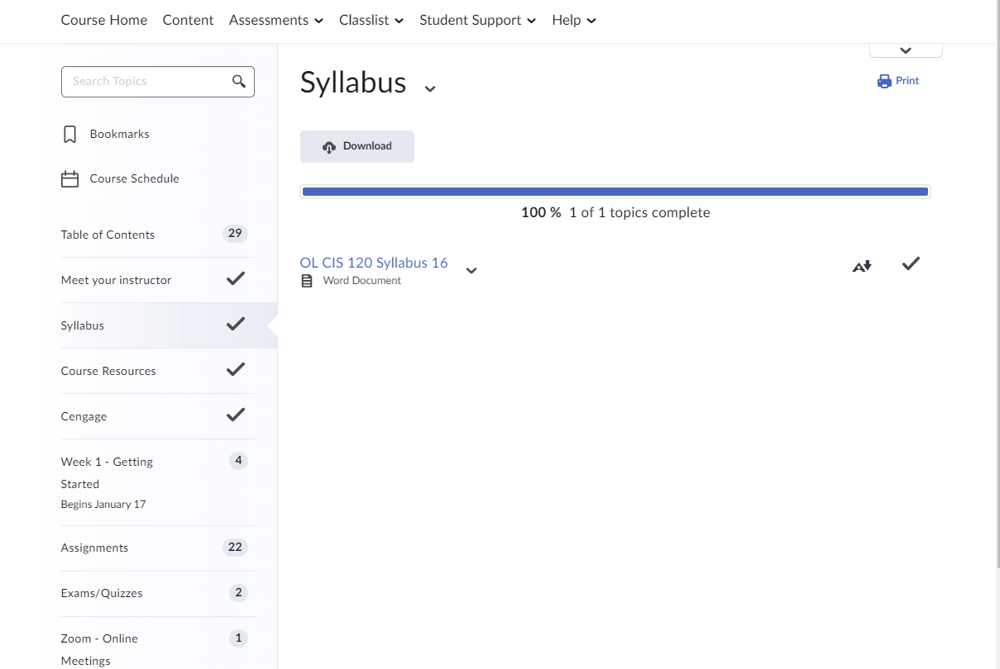 Course Home Content Assessments Classlist Student Support Help
Search Topics
Bookmarks
Course Schedule
Table of Contents 29
Meet your instructor
Syllabus
Course Resources
Cengage
Week 1 - Getting 4
Started
Begins January 17
Assignments 22
Exams/Quizzes 2
Zoom - Online 1
Meetings
Syllabus
Print
Download
100 % 1 of 1 topics complete
OL CIS 120 Syllabus 16
Word Document